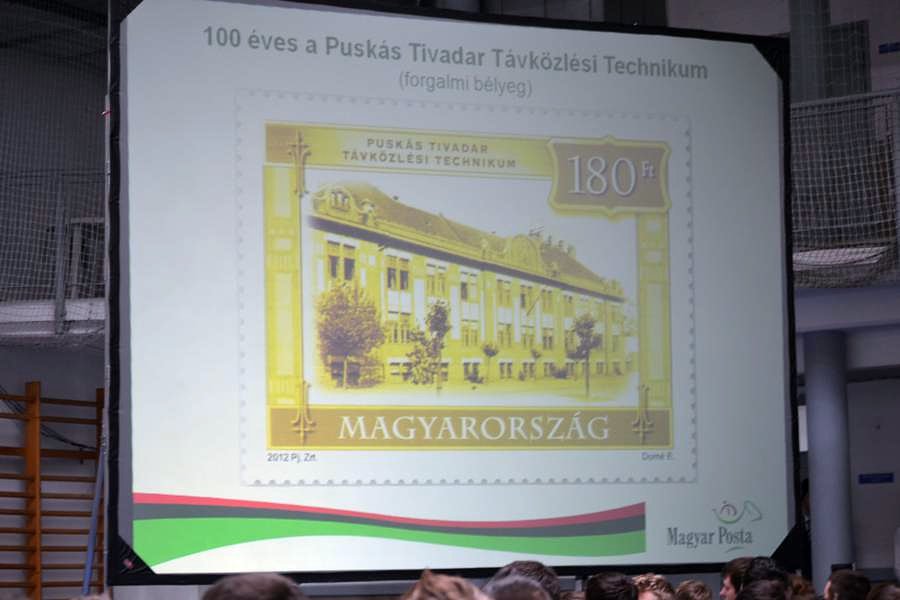 100 éves a Puskás Tivadar Távközlési Technikum
(forgalmi bélyeg)
PUSKÁS TIVADAR
TÁVKÖZLÉSI TECHNIKUM
180 Ft
MAGYARORSZÁG
2012 Pj. Zrt.
Domé E.
Magyar Posta